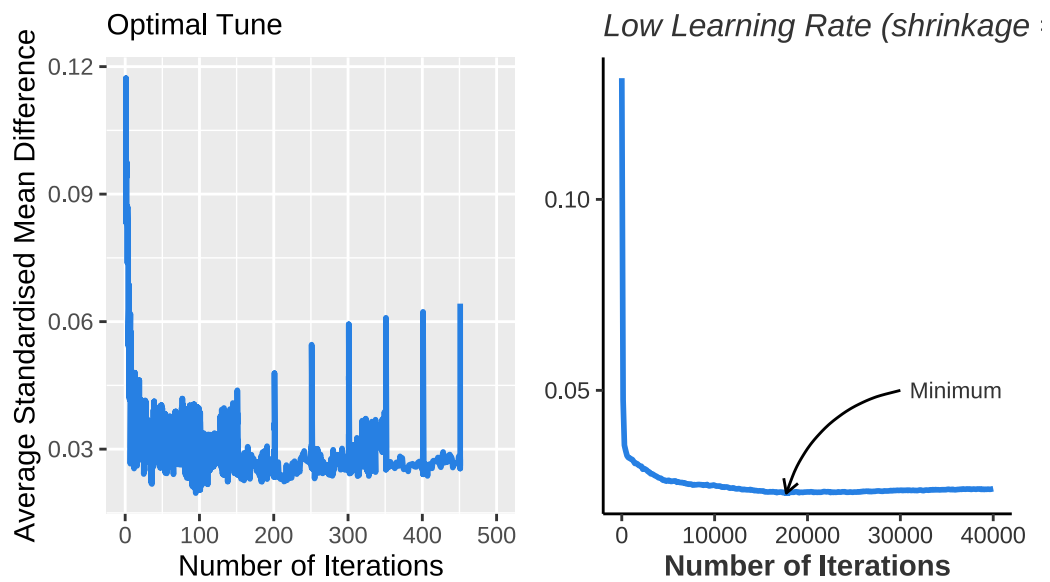 Optimal Tune
Low Learning Rate (shrinkage =
Average Standardised Mean Difference
0.12
0.09
0.06
0.03
0 100 200 300 400 500
Number of Iterations
0.10
0.05
Minimum
0 10000 20000 30000 40000
Number of Iterations